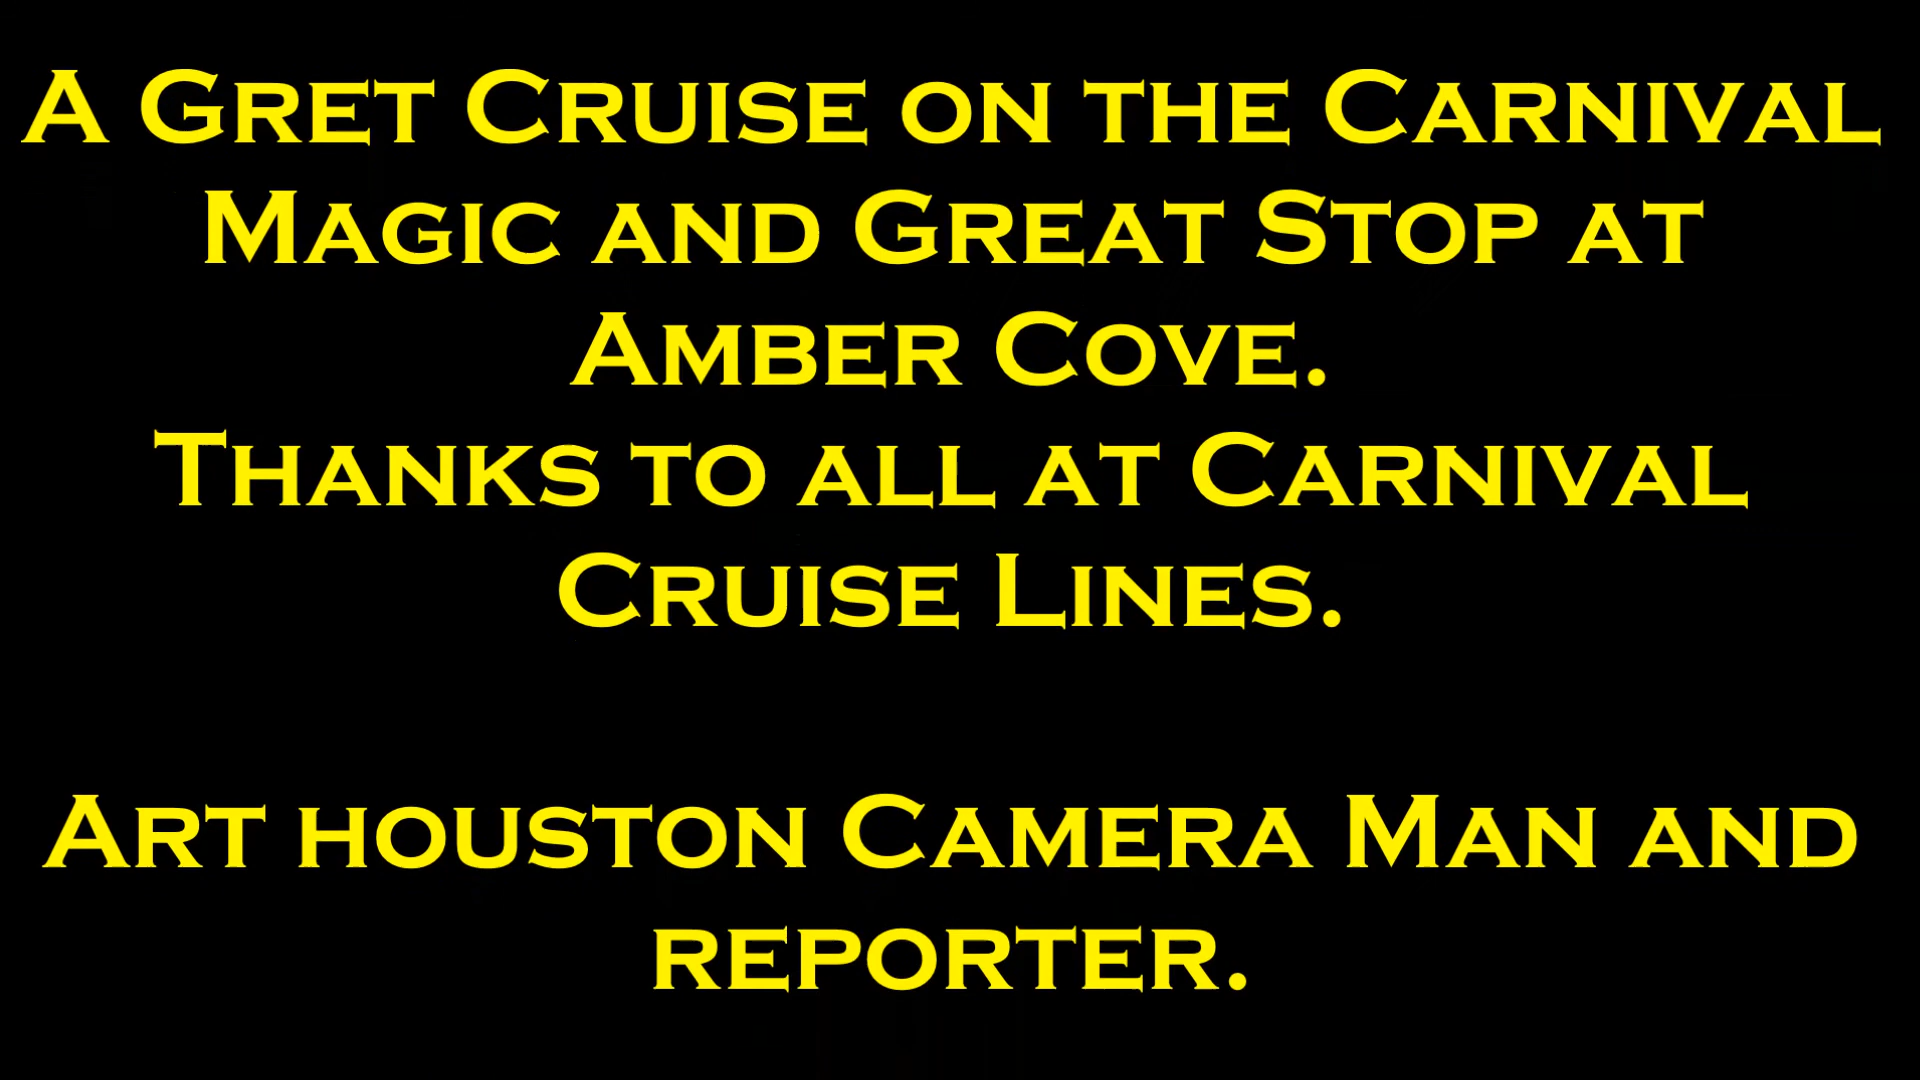 A Gret Cruise on the Carnival
Magic and Great Stop at
Amber Cove.
Thanks to all at Carnival
Cruise Lines.
Art houston Camera Man and
reporter.